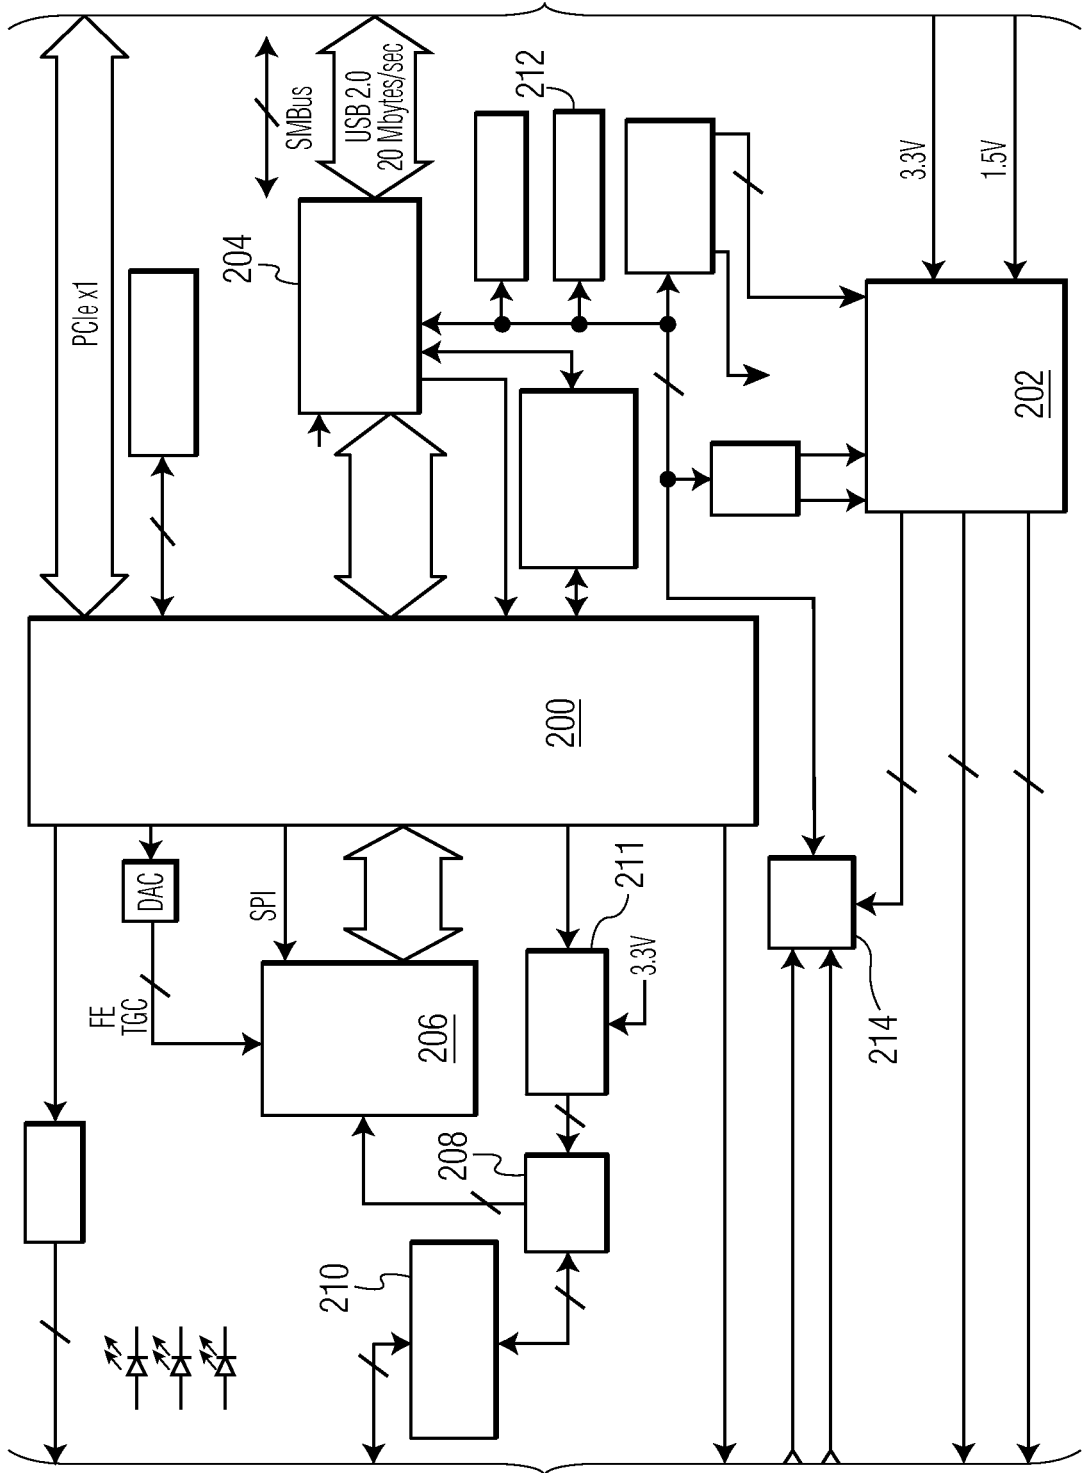 PCIe x1
SMBus
USB 2.0
20 Mbytes/sec
212
3.3V
1.5V
204
202
200
DAC
SPI
211
FE
TGC
206
3.3V
214
208
210